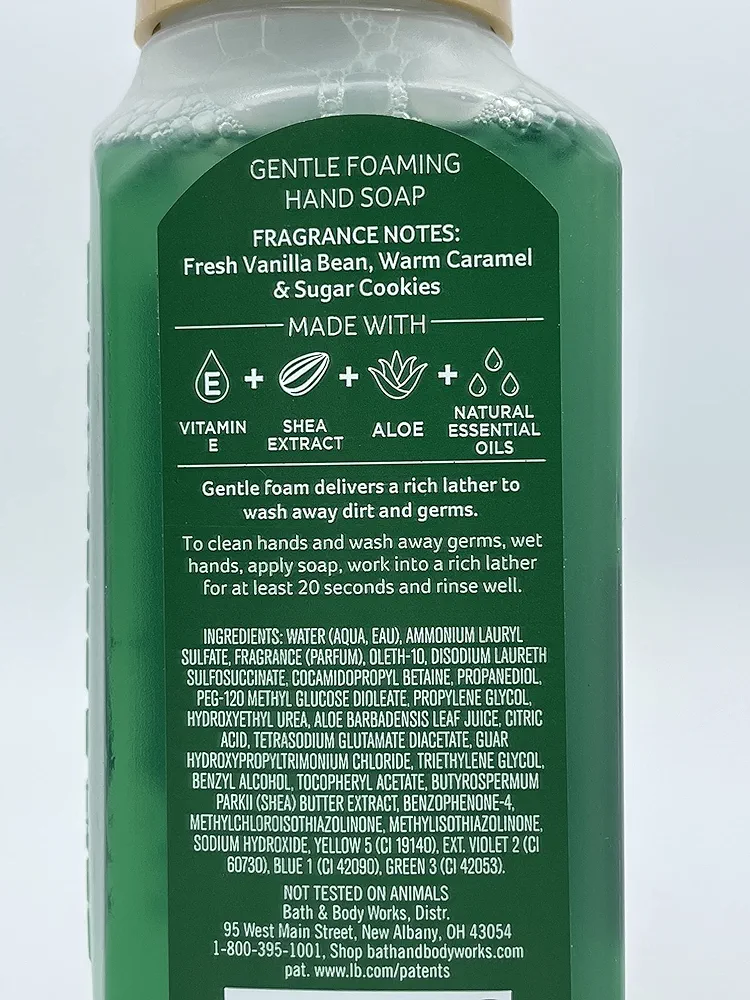 GENTLE FOAMING
HAND SOAP
FRAGRANCE NOTES:
Fresh Vanilla Bean, Warm Caramel
& Sugar Cookies
MADE WITH
E + + +
VITAMIN E
SHEA EXTRACT
ALOE
NATURAL ESSENTIAL OILS
Gentle foam delivers a rich lather to
wash away dirt and germs.
To clean hands and wash away germs, wet
hands, apply soap, work into a rich lather
for at least 20 seconds and rinse well.
INGREDIENTS: WATER (AQUA, EAU), AMMONIUM LAURYL
SULFATE, FRAGRANCE (PARFUM), OLETH-10, DISODIUM LAURETH
SULFOSUCCINATE, COCAMIDOPROPYL BETAINE, PROPANEDIOL,
PEG-120 METHYL GLUCOSE DIOLEATE, PROPYLENE GLYCOL,
HYDROXYETHYL UREA, ALOE BARBADENSIS LEAF JUICE, CITRIC
ACID, TETRASODIUM GLUTAMATE DIACETATE, GUAR
HYDROXYPROPYLTRIMONIUM CHLORIDE, TRIETHYLENE GLYCOL,
BENZYL ALCOHOL, TOCOPHERYL ACETATE, BUTYROSPERMUM
PARKII (SHEA) BUTTER EXTRACT, BENZOPHENONE-4,
METHYLCHLOROISOTHIAZOLINONE, METHYLISOTHIAZOLINONE,
SODIUM HYDROXIDE, YELLOW 5 (CI 19140), EXT. VIOLET 2 (CI
60730), BLUE 1 (CI 42090), GREEN 3 (CI 42053).
NOT TESTED ON ANIMALS
Bath & Body Works, Distr.
95 West Main Street, New Albany, OH 43054
1-800-395-1001, Shop bathandbodyworks.com
pat. www.lb.com/patents